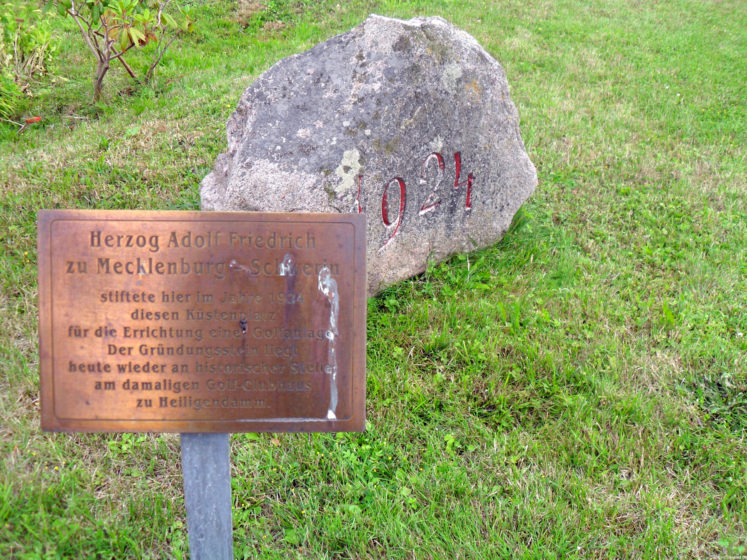 1924
Herzog Adolf Friedrich
zu Mecklenburg - Schwerin
stiftete hier im Jahre 1924
diesen Küstenplatz
für die Errichtung einer Golfanlage.
Der Gründungsstein liegt
heute wieder an historischer Stelle
am damaligen Golf-Clubhaus
zu Heiligendamm.